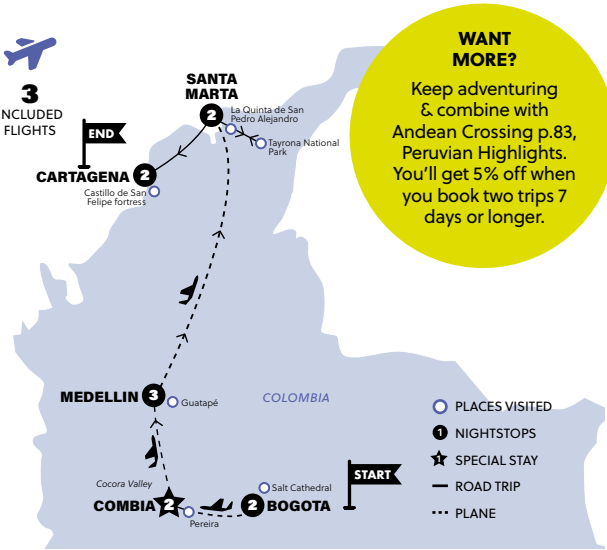 3
NCLUDED
FLIGHTS
WANT
MORE?
Keep adventuring
& combine with
Andean Crossing p.83,
Peruvian Highlights.
You'll get 5% off when
you book two trips 7
days or longer.
SANTA
MARTA
2
La Quinta de San
Pedro Alejandro
Tayrona National
Park
END
CARTAGENA 2
Castillo de San
Felipe fortress
MEDELLIN 3
Guatapé
COLOMBIA
Cocora Valley
COMBIA 2
Pereira
Salt Cathedral
2 BOGOTA
START
PLACES VISITED
1 NIGHTSTOPS
1 SPECIAL STAY
ROAD TRIP
PLANE